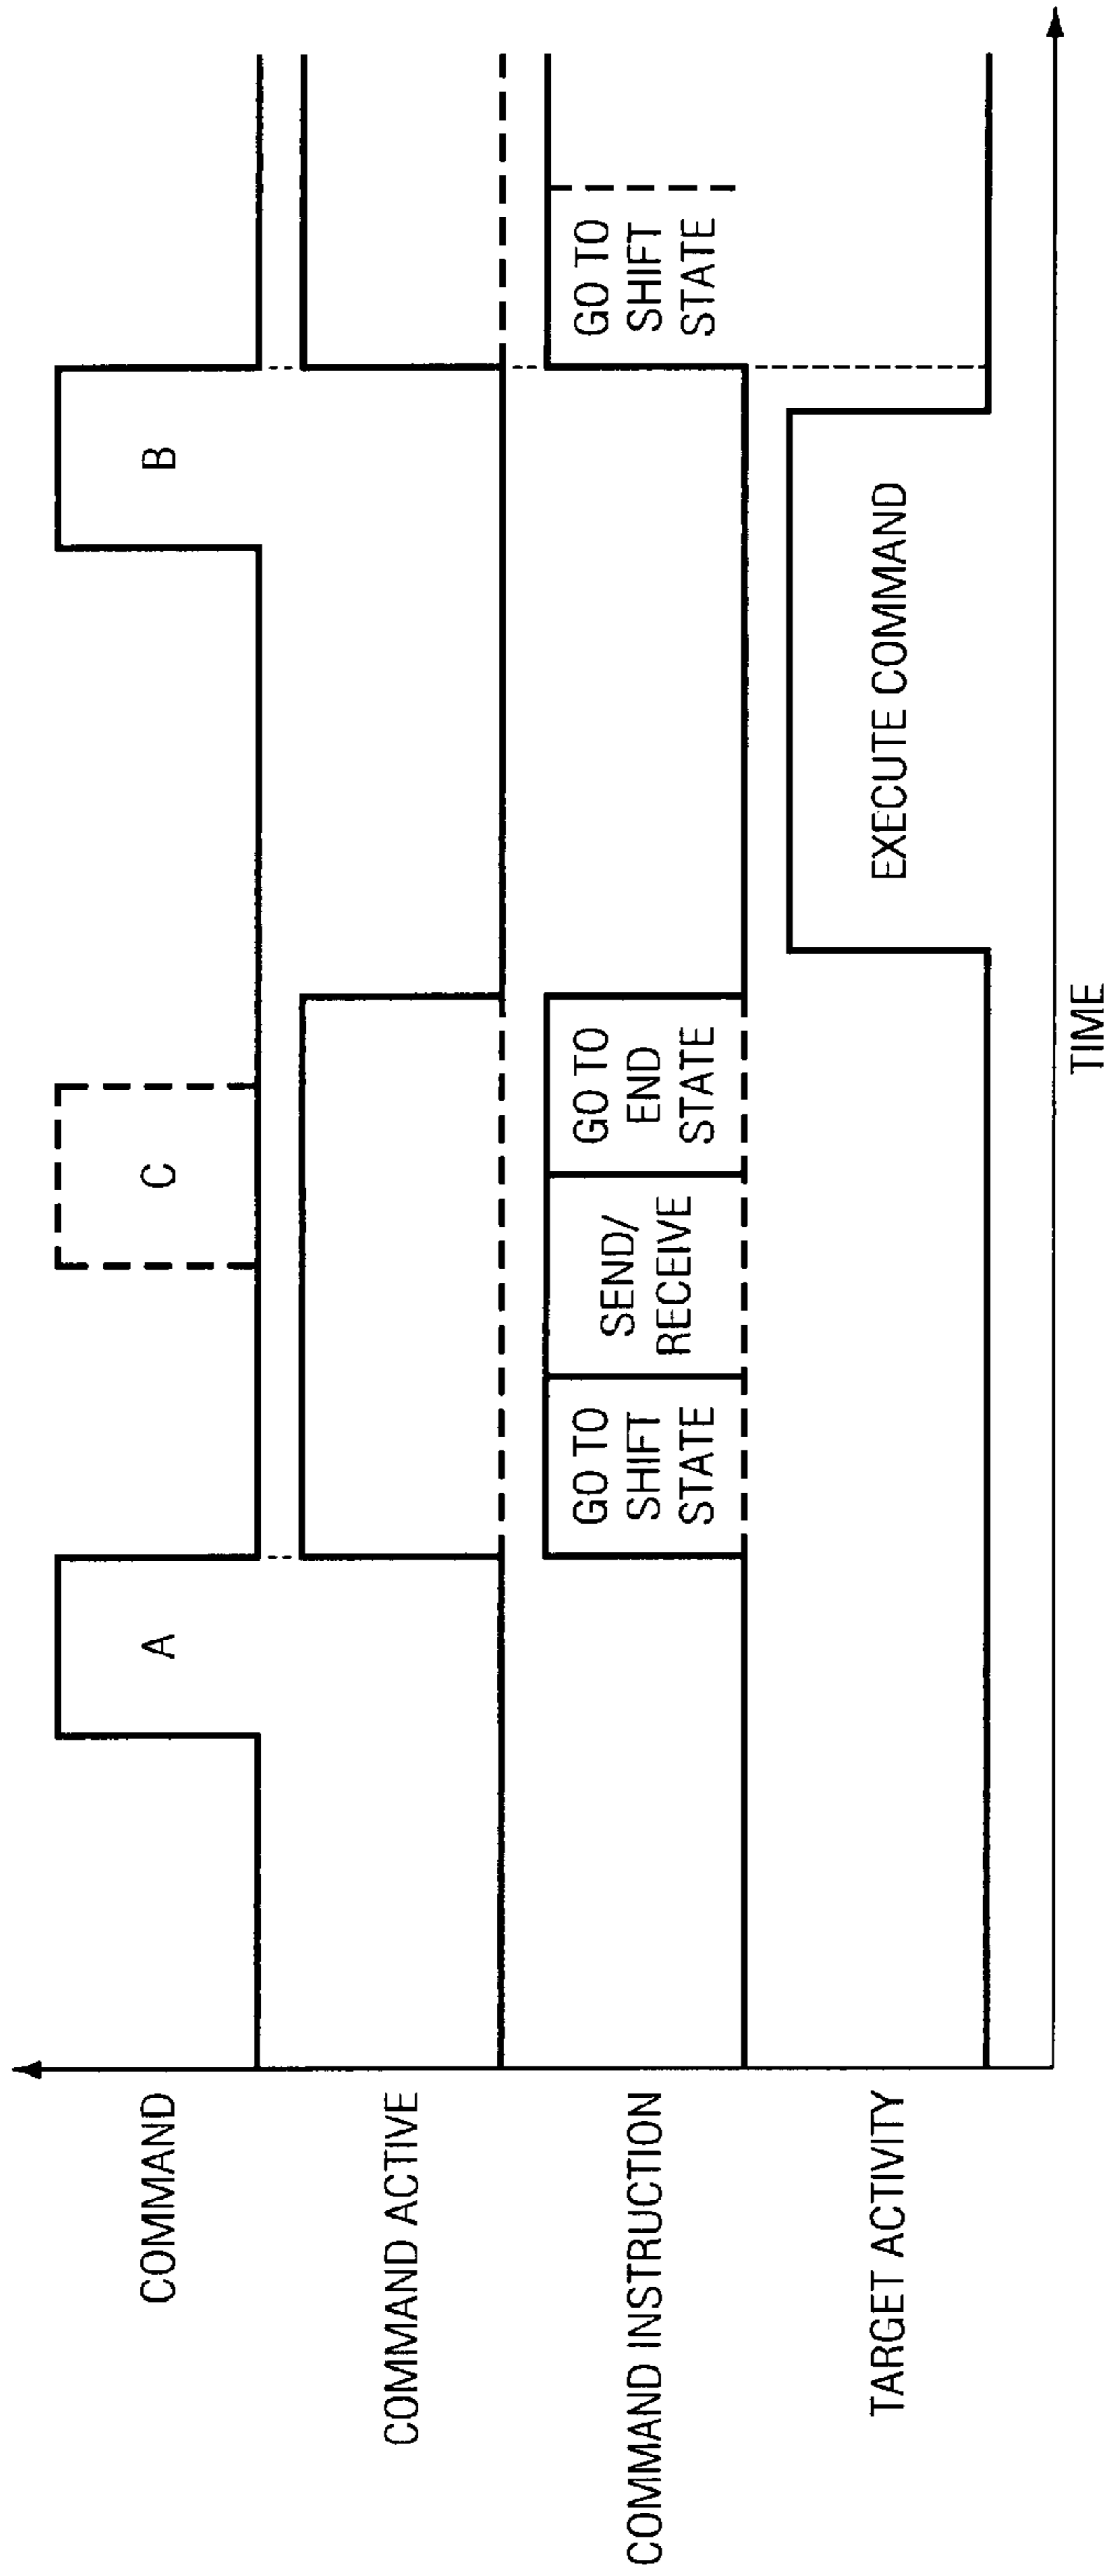 COMMAND
A
C
B
COMMAND ACTIVE
COMMAND INSTRUCTION
GO TO
SHIFT
STATE
SEND/
RECEIVE
GO TO
END
STATE
GO TO
SHIFT
STATE
TARGET ACTIVITY
EXECUTE COMMAND
TIME